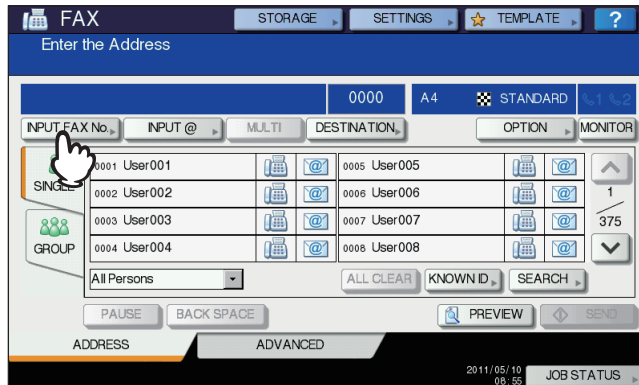 FAX STORAGE SETTINGS TEMPLATE ?
Enter the Address
0000 A4 STANDARD 1 2
INPUT FAX No. INPUT @ MULTI DESTINATION OPTION MONITOR
SINGLE
0001 User001 0005 User005
0002 User002 0006 User006
0003 User003 0007 User007
0004 User004 0008 User008
1
375
GROUP
All Persons ALL CLEAR KNOWN ID SEARCH
PAUSE BACK SPACE PREVIEW SEND
ADDRESS ADVANCED
2011/05/10
08:55
JOB STATUS